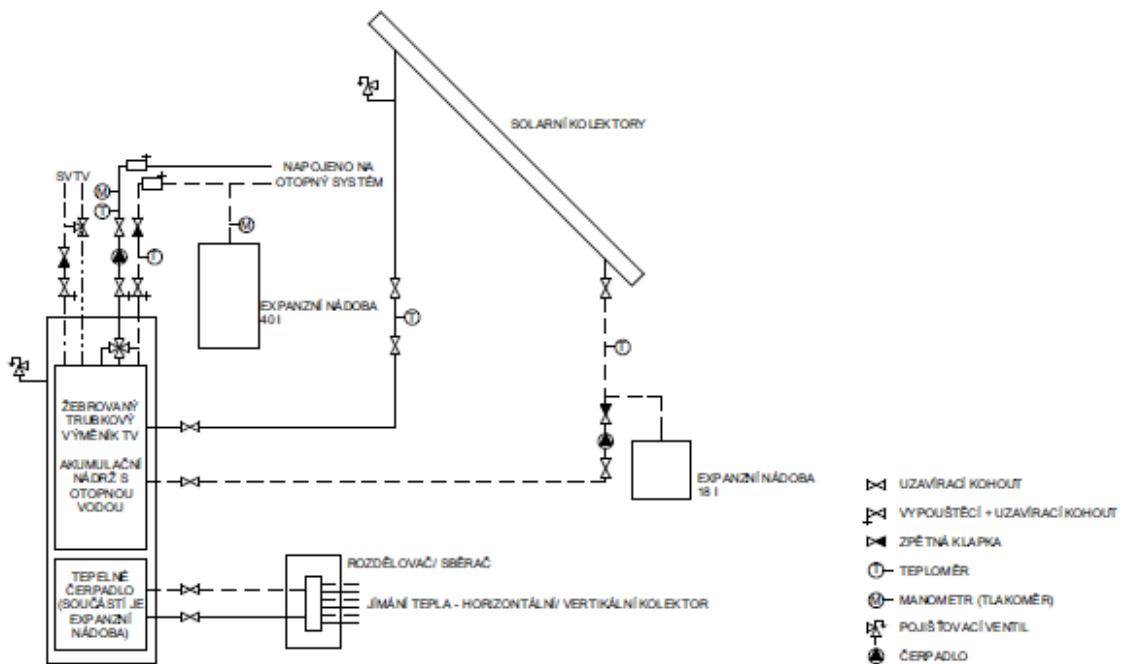 SOLARNÍ KOLEKTORY
NAPOJENO NA
OTOPNÝ SYSTÉM
SV TV
M
T
M
T
EXPANZNÍ NÁDOBA
40 l
T
T
ŽEBROVANÝ
TRUBKOVÝ
VÝMĚNÍK TV
AKUMULAČNÍ
NÁDRŽ S
OTOPNOU
VODOU
EXPANZNÍ NÁDOBA
18 l
TEPELNÉ
ČERPADLO
(SOUČÁSTÍ JE
EXPANZNÍ
NÁDOBA)
ROZDĚLOVAČ/ SBĚRAČ
JÍMÁNÍ TEPLA - HORIZONTÁLNÍ/ VERTIKÁLNÍ KOLEKTOR
UZAVÍRACÍ KOHOUT
VYPOUŠTĚCÍ + UZAVÍRACÍ KOHOUT
ZPĚTNÁ KLAPKA
T TEPLOMĚR
M MANOMETR (TLAKOMĚR)
POJIŠŤOVACÍ VENTIL
ČERPADLO